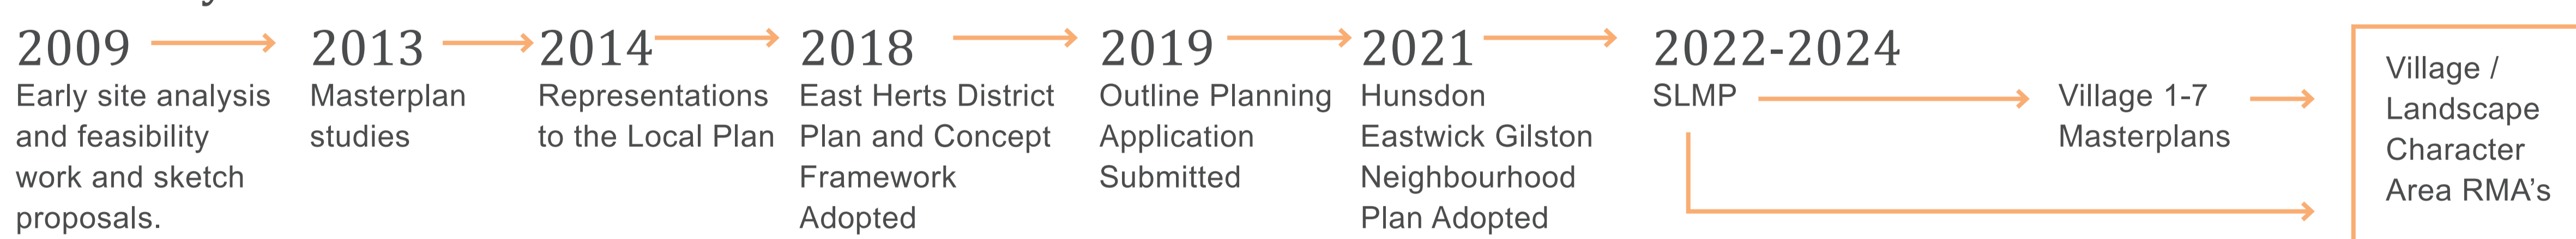 2009
Early site analysis
and feasibility
work and sketch
proposals.
2013
Masterplan
studies
2014
Representations
to the Local Plan
2018
East Herts District
Plan and Concept
Framework
Adopted
2019
Outline Planning
Application
Submitted
2021
Hunsdon
Eastwick Gilston
Neighbourhood
Plan Adopted
2022-2024
SLMP
Village 1-7
Masterplans
Village /
Landscape
Character
Area RMA’s